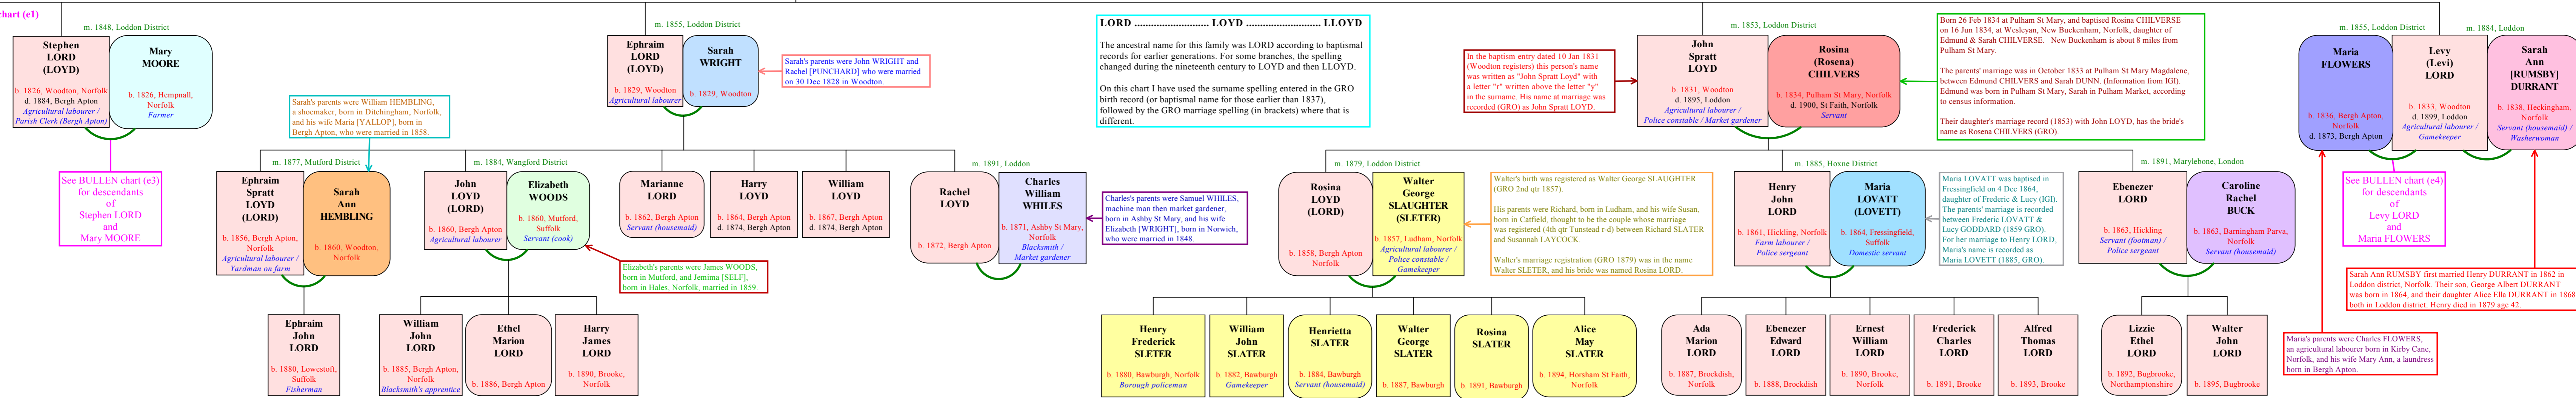 chart (e1)
m. 1848, Loddon District
Stephen
LORD
(LOYD)
b. 1826, Woodton, Norfolk
d. 1884, Bergh Apton
Agricultural labourer /
Parish Clerk (Bergh Apton)
Mary
MOORE
b. 1826, Hempnall,
Norfolk
Farmer
See BULLEN chart (e3)
for descendants
of
Stephen LORD
and
Mary MOORE
m. 1855, Loddon District
Ephraim
LORD
(LOYD)
b. 1829, Woodton
Agricultural labourer
Sarah
WRIGHT
b. 1829, Woodton
Sarah's parents were John WRIGHT and
Rachel [PUNCHARD] who were married
on 30 Dec 1828 in Woodton.
Sarah's parents were William HEMBLING,
a shoemaker, born in Ditchingham, Norfolk,
and his wife Maria [YALLOP], born in
Bergh Apton, who were married in 1858.
m. 1877, Mutford District
Ephraim
Spratt
LOYD
(LORD)
b. 1856, Bergh Apton,
Norfolk
Agricultural labourer /
Yardman on farm
Sarah
Ann
HEMBLING
b. 1860, Woodton,
Norfolk
m. 1884, Wangford District
John
LOYD
(LORD)
b. 1860, Bergh Apton
Agricultural labourer
Elizabeth
WOODS
b. 1860, Mutford,
Suffolk
Servant (cook)
Elizabeth's parents were James WOODS,
born in Mutford, and Jemima [SELF],
born in Hales, Norfolk, married in 1859.
Marianne
LORD
b. 1862, Bergh Apton
Servant (housemaid)
Harry
LOYD
b. 1864, Bergh Apton
d. 1874, Bergh Apton
William
LOYD
b. 1867, Bergh Apton
d. 1874, Bergh Apton
m. 1891, Loddon
Rachel
LOYD
b. 1872, Bergh Apton
Charles
William
WHILES
b. 1871, Ashby St Mary,
Norfolk
Blacksmith /
Market gardener
Charles's parents were Samuel WHILES,
machine man then market gardener,
born in Ashby St Mary, and his wife
Elizabeth [WRIGHT], born in Norwich,
who were married in 1848.
Ephraim
John
LORD
b. 1880, Lowestoft,
Suffolk
Fisherman
William
John
LORD
b. 1885, Bergh Apton,
Norfolk
Blacksmith's apprentice
Ethel
Marion
LORD
b. 1886, Bergh Apton
Harry
James
LORD
b. 1890, Brooke,
Norfolk
LORD ............................ LOYD ............................ LLOYD
The ancestral name for this family was LORD according to baptismal
records for earlier generations. For some branches, the spelling
changed during the nineteenth century to LOYD and then LLOYD.
On this chart I have used the surname spelling entered in the GRO
birth record (or baptismal name for those earlier than 1837),
followed by the GRO marriage spelling (in brackets) where that is
different.
In the baptism entry dated 10 Jan 1831
(Woodton registers) this person's name
was written as "John Spratt Loyd" with
a letter "r" written above the letter "y"
in the surname. His name at marriage was
recorded (GRO) as John Spratt LOYD.
m. 1853, Loddon District
John
Spratt
LOYD
b. 1831, Woodton
d. 1895, Loddon
Agricultural labourer /
Police constable / Market gardener
Rosina
(Rosena)
CHILVERS
b. 1834, Pulham St Mary, Norfolk
d. 1900, St Faith, Norfolk
Servant
Born 26 Feb 1834 at Pulham St Mary, and baptised Rosina CHILVERSE
on 16 Jun 1834, at Wesleyan, New Buckenham, Norfolk, daughter of
Edmund & Sarah CHILVERSE. New Buckenham is about 8 miles from
Pulham St Mary.
The parents' marriage was in October 1833 at Pulham St Mary Magdalene,
between Edmund CHILVERS and Sarah DUNN. (Information from IGI).
Edmund was born in Pulham St Mary, Sarah in Pulham Market, according
to census information.
Their daughter's marriage record (1853) with John LOYD, has the bride's
name as Rosena CHILVERS (GRO).
m. 1879, Loddon District
Rosina
LOYD
(LORD)
b. 1858, Bergh Apton
Norfolk
Walter
George
SLAUGHTER
(SLETER)
b. 1857, Ludham, Norfolk
Agricultural labourer /
Police constable /
Gamekeeper
Walter's birth was registered as Walter George SLAUGHTER
(GRO 2nd qtr 1857).
His parents were Richard, born in Ludham, and his wife Susan,
born in Catfield, thought to be the couple whose marriage
was registered (4th qtr Tunstead r-d) between Richard SLATER
and Susannah LAYCOCK.
Walter's marriage registration (GRO 1879) was in the name
Walter SLETER, and his bride was named Rosina LORD.
m. 1885, Hoxne District
Henry
John
LORD
b. 1861, Hickling, Norfolk
Farm labourer /
Police sergeant
Maria
LOVATT
(LOVETT)
b. 1864, Fressingfield,
Suffolk
Domestic servant
Maria LOVATT was baptised in
Fressingfield on 4 Dec 1864,
daughter of Frederic & Lucy (IGI).
The parents' marriage is recorded
between Frederic LOVATT &
Lucy GODDARD (1859 GRO).
For her marriage to Henry LORD,
Maria's name is recorded as
Maria LOVETT (1885, GRO).
m. 1891, Marylebone, London
Ebenezer
LORD
b. 1863, Hickling
Servant (footman) /
Police sergeant
Caroline
Rachel
BUCK
b. 1863, Barningham Parva,
Norfolk
Servant (housemaid)
Henry
Frederick
SLETER
b. 1880, Bawburgh, Norfolk
Borough policeman
William
John
SLATER
b. 1882, Bawburgh
Gamekeeper
Henrietta
SLATER
b. 1884, Bawburgh
Servant (housemaid)
Walter
George
SLATER
b. 1887, Bawburgh
Rosina
SLATER
b. 1891, Bawburgh
Alice
May
SLATER
b. 1894, Horsham St Faith,
Norfolk
Ada
Marion
LORD
b. 1887, Brockdish,
Norfolk
Ebenezer
Edward
LORD
b. 1888, Brockdish
Ernest
William
LORD
b. 1890, Brooke,
Norfolk
Frederick
Charles
LORD
b. 1891, Brooke
Alfred
Thomas
LORD
b. 1893, Brooke
Lizzie
Ethel
LORD
b. 1892, Bugbrooke,
Northamptonshire
Walter
John
LORD
b. 1895, Bugbrooke
m. 1855, Loddon District
m. 1884, Loddon
Maria
FLOWERS
b. 1836, Bergh Apton,
Norfolk
d. 1873, Bergh Apton
Levy
(Levi)
LORD
b. 1833, Woodton
d. 1899, Loddon
Agricultural labourer /
Gamekeeper
Sarah
Ann
[RUMSBY]
DURRANT
b. 1838, Heckingham,
Norfolk
Servant (housemaid) /
Washerwoman
See BULLEN chart (e4)
for descendants
of
Levy LORD
and
Maria FLOWERS
Sarah Ann RUMSBY first married Henry DURRANT in 1862 in
Loddon district, Norfolk. Their son, George Albert DURRANT
was born in 1864, and their daughter Alice Ella DURRANT in 1868
both in Loddon district. Henry died in 1879 age 42.
Maria's parents were Charles FLOWERS,
an agricultural labourer born in Kirby Cane,
Norfolk, and his wife Mary Ann, a laundress
born in Bergh Apton.